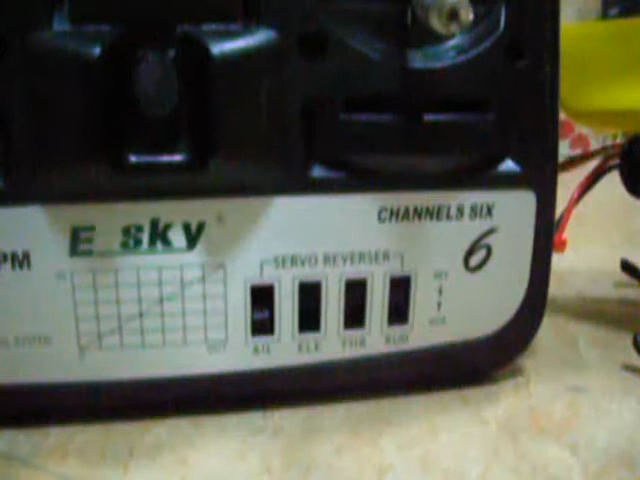 CHANNELS SIX
6
E sky
PM
SERVO REVERSER
AIL ELE THR RUD